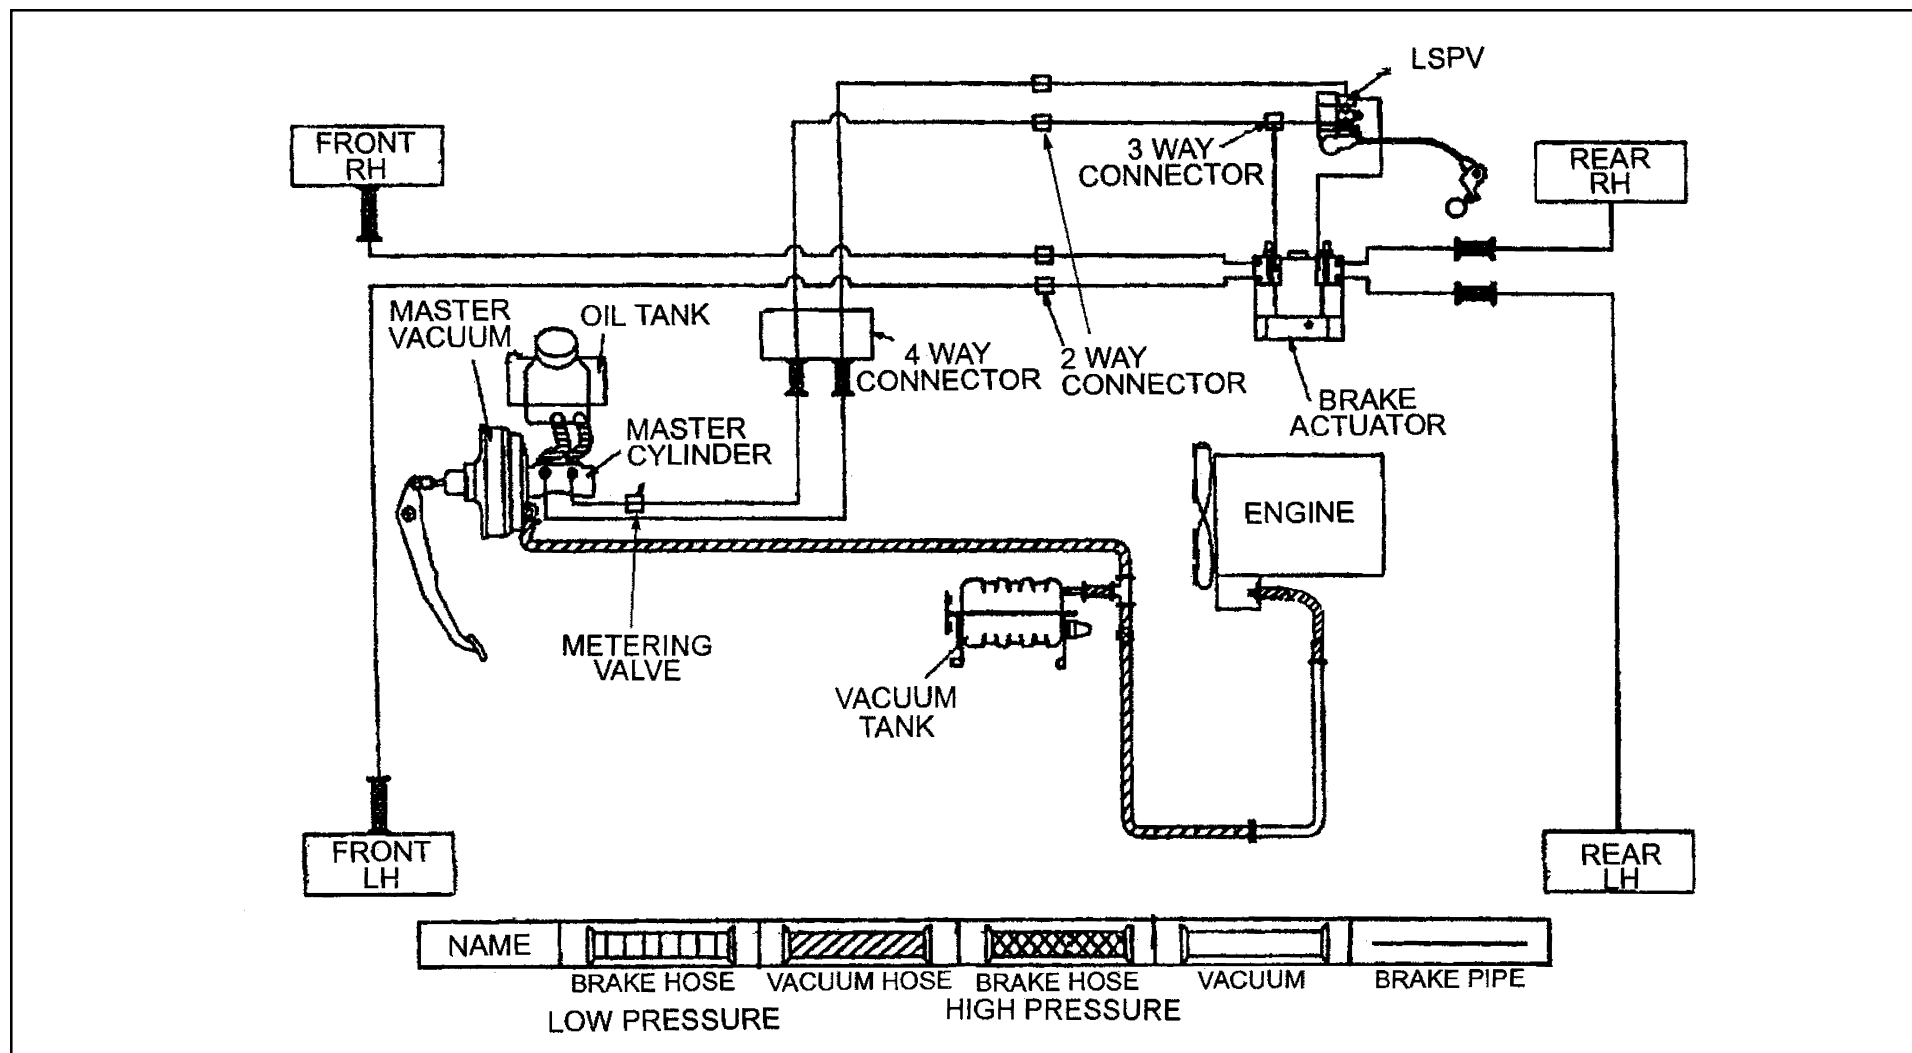 LSPV
FRONT
RH
3 WAY
CONNECTOR
REAR
RH
MASTER
VACUUM
OIL TANK
4 WAY
CONNECTOR
2 WAY
CONNECTOR
BRAKE
ACTUATOR
MASTER
CYLINDER
ENGINE
METERING
VALVE
VACUUM
TANK
FRONT
LH
REAR
LH
NAME
BRAKE HOSE
LOW PRESSURE
VACUUM HOSE
BRAKE HOSE
HIGH PRESSURE
VACUUM
BRAKE PIPE